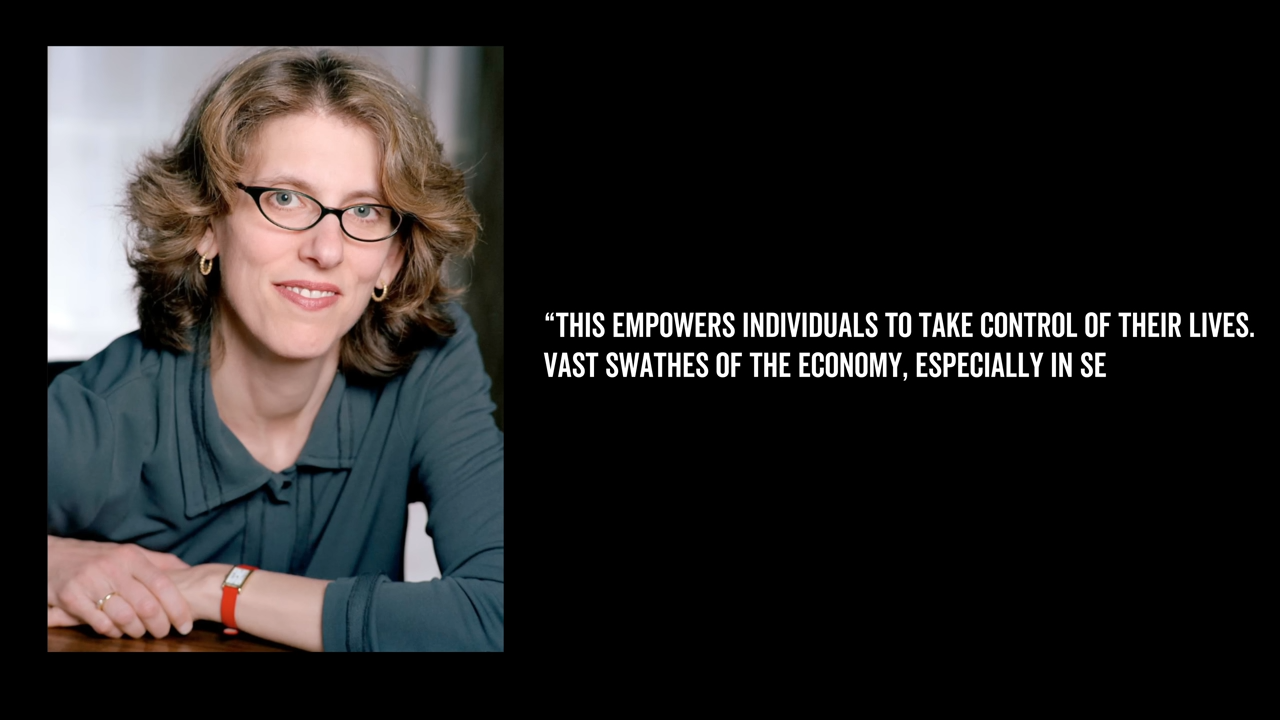 “THIS EMPOWERS INDIVIDUALS TO TAKE CONTROL OF THEIR LIVES.
VAST SWATHES OF THE ECONOMY, ESPECIALLY IN SE